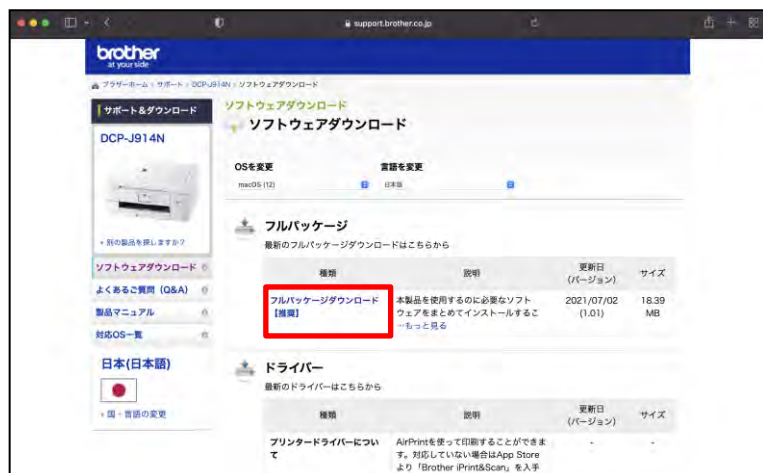 support.brother.co.jp
brother
at your side
ブラザーホーム > サポート > DCP-J914N > ソフトウェアダウンロード
サポート&ダウンロード
DCP-J914N
別の製品を探しますか?
ソフトウェアダウンロード
よくあるご質問 (Q&A)
製品マニュアル
対応OS一覧
日本(日本語)
国・言語の変更
ソフトウェアダウンロード
ソフトウェアダウンロード
OSを変更 言語を変更
macOS (12) 日本語
フルパッケージ
最新のフルパッケージダウンロードはこちらから
種類 説明 更新日 サイズ
(バージョン)
フルパッケージダウンロード 本製品を使用するのに必要なソフト 2021/07/02 18.39
【推奨】 ウェアをまとめてインストールするこ (1.01) MB
…もっと見る
ドライバー
最新のドライバーはこちらから
種類 説明 更新日 サイズ
(バージョン)
プリンタードライバーについ AirPrintを使って印刷することができま - -
て す。対応していない場合はApp Store
より「Brother iPrint&Scan」を入手